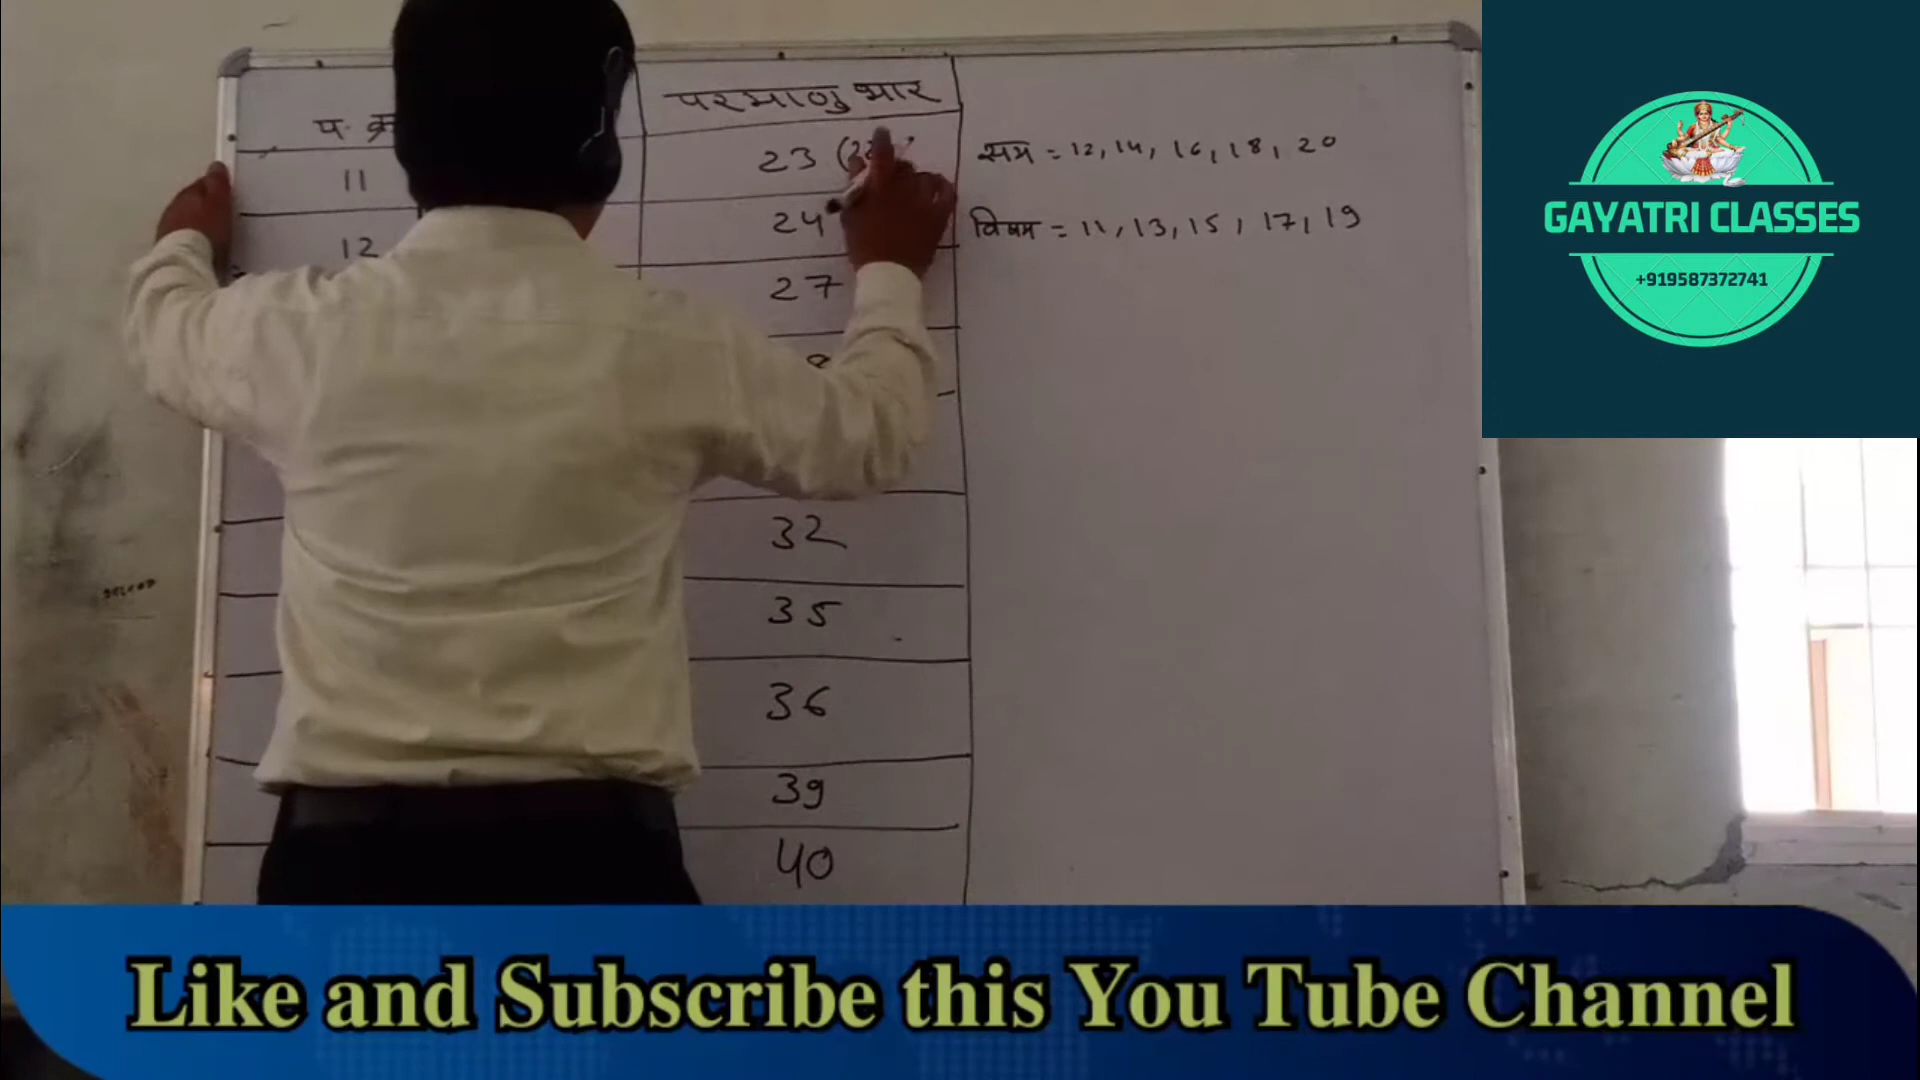 परमाणु भार
प. क्र
11
23
सम = 12, 14, 16, 18, 20
12
24
विषम = 11, 13, 15, 17, 19
27
32
35
36
39
40
GAYATRI CLASSES
+919587372741
Like and Subscribe this You Tube Channel